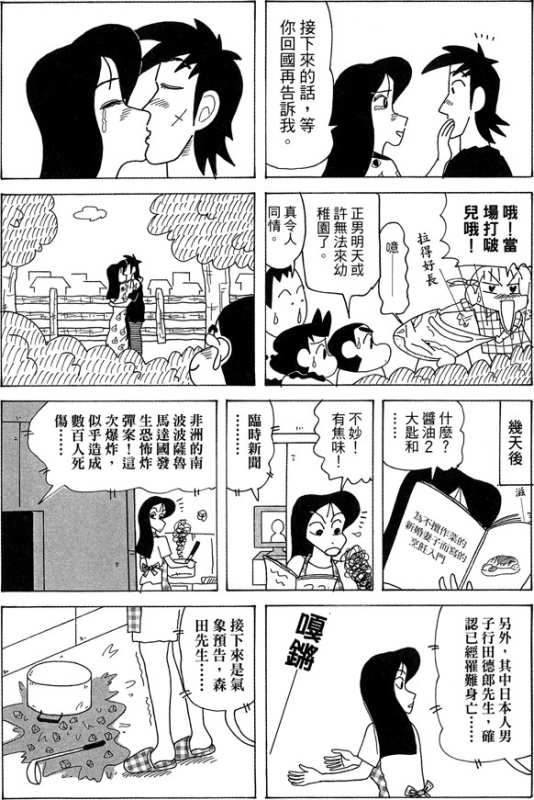 接下來的話，等
你回國再告訴我。
哦！當
場打啵
兒哦！
拉得好長
噫
正男明天或
許無法來幼
稚園了。
真令人
同情。
幾天後
滋
什麼？
醬油2
大匙和
……
為不擅作菜的
新婚妻子而寫的
烹飪入門
不妙！
有焦味！
臨時新聞
……
非洲的南
波波薩魯
馬達國發
生恐怖炸
彈案！這
次爆炸，
似乎造成
數百人死
傷……
另外，其中日本人男
子行田德郎先生，確
認已經罹難身亡……
嘎鏘
接下來是氣
象預告，森
田先生……